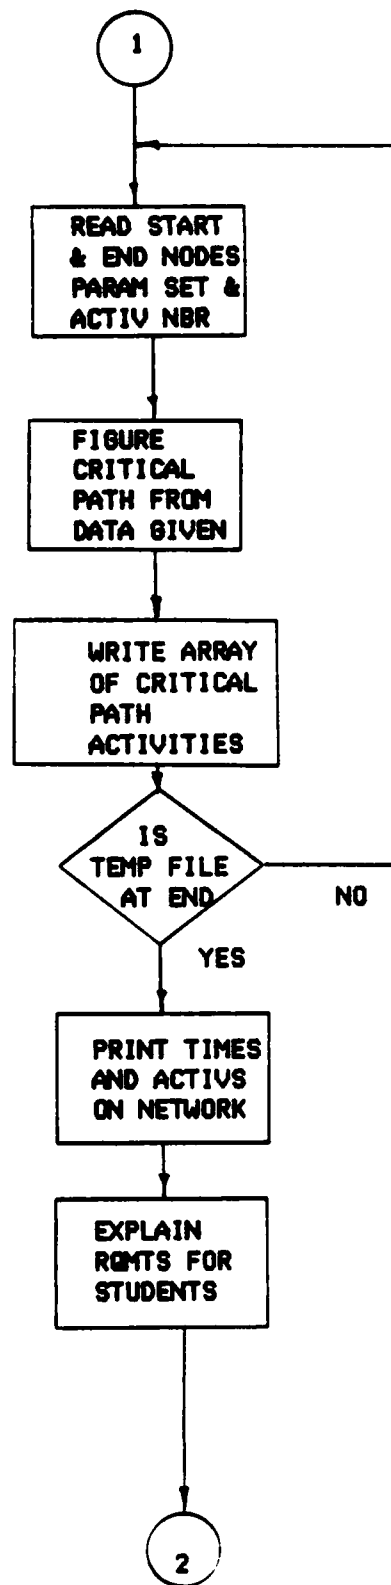 1
READ START
& END NODES
PARAM SET &
ACTIV NBR
FIGURE
CRITICAL
PATH FROM
DATA GIVEN
WRITE ARRAY
OF CRITICAL
PATH
ACTIVITIES
IS
TEMP FILE
AT END
NO
YES
PRINT TIMES
AND ACTIVS
ON NETWORK
EXPLAIN
RQMTS FOR
STUDENTS
2